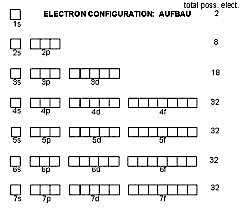 total poss. elect.
ELECTRON CONFIGURATION: AUFBAU 2
1s
8
2s 2p
18
3s 3p 3d
32
4s 4p 4d 4f
32
5s 5p 5d 5f
32
6s 6p 6d 6f
32
7s 7p 7d 7f